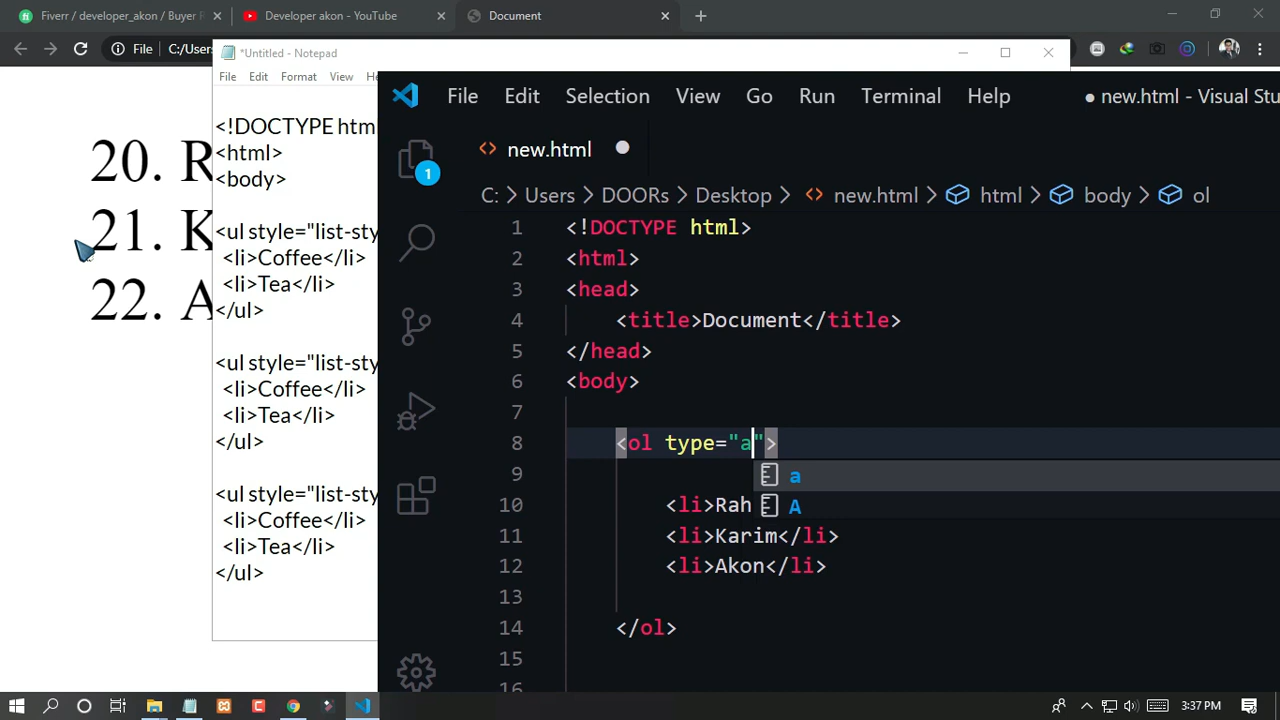 Fiverr / developer_akon / Buyer R
Developer akon - YouTube
Document
File
C:/Users
*Untitled - Notepad
File Edit Format View He
20. R
21. K
22. A
<!DOCTYPE htm
<html>
<body>
<ul style="list-sty
<li>Coffee</li>
<li>Tea</li>
</ul>
<ul style="list-sty
<li>Coffee</li>
<li>Tea</li>
</ul>
<ul style="list-sty
<li>Coffee</li>
<li>Tea</li>
</ul>
File Edit Selection View Go Run Terminal Help ● new.html - Visual Stu
new.html
1
C: > Users > DOORs > Desktop > new.html > html > body > ol
1 <!DOCTYPE html>
2 <html>
3 <head>
4 <title>Document</title>
5 </head>
6 <body>
7
8 <ol type="a">
9 a
10 <li>Rah A
11 <li>Karim</li>
12 <li>Akon</li>
13
14 </ol>
15
16
3:37 PM